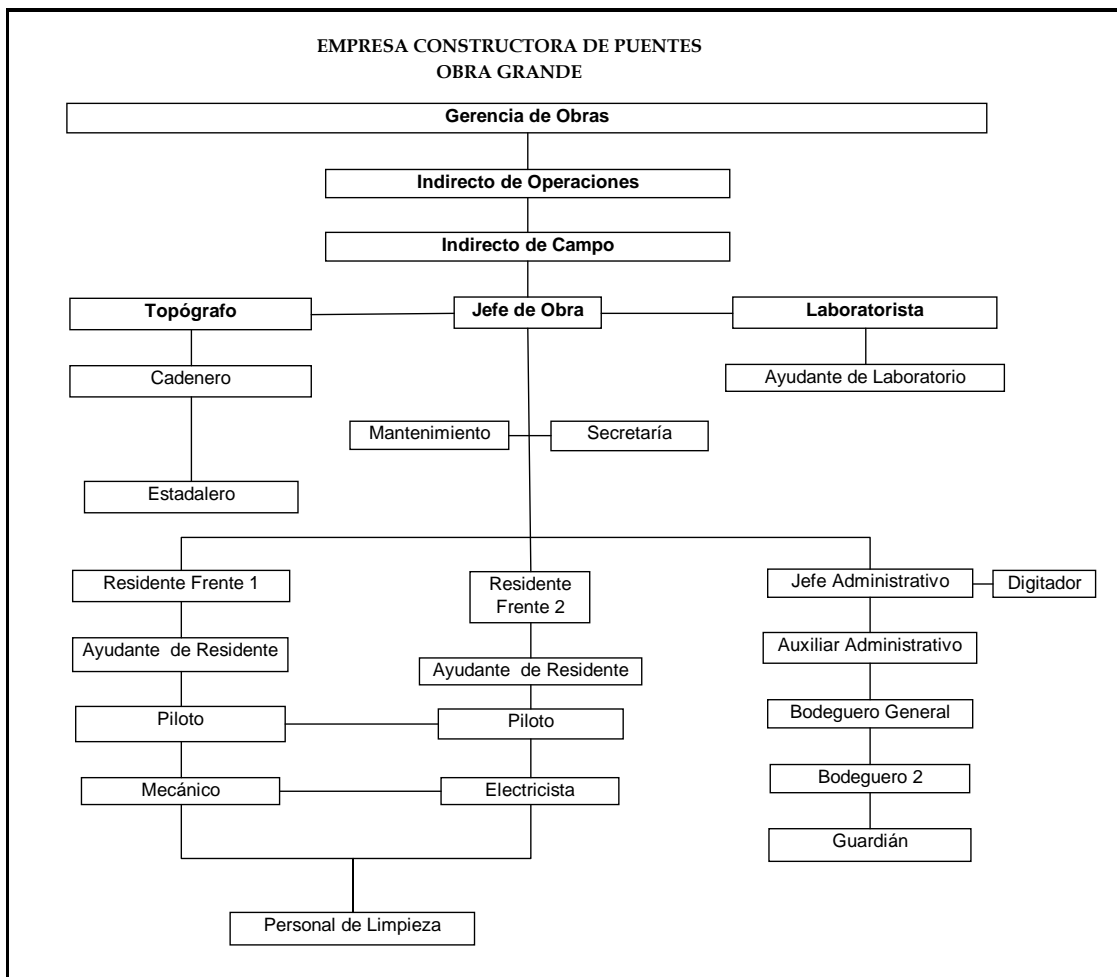 EMPRESA CONSTRUCTORA DE PUENTES
OBRA GRANDE
Gerencia de Obras
Indirecto de Operaciones
Indirecto de Campo
Topógrafo
Jefe de Obra
Laboratorista
Cadenero
Ayudante de Laboratorio
Mantenimiento
Secretaría
Estadalero
Residente Frente 1
Residente
Frente 2
Jefe Administrativo
Digitador
Ayudante de Residente
Ayudante de Residente
Auxiliar Administrativo
Piloto
Piloto
Bodeguero General
Mecánico
Electricista
Bodeguero 2
Guardián
Personal de Limpieza